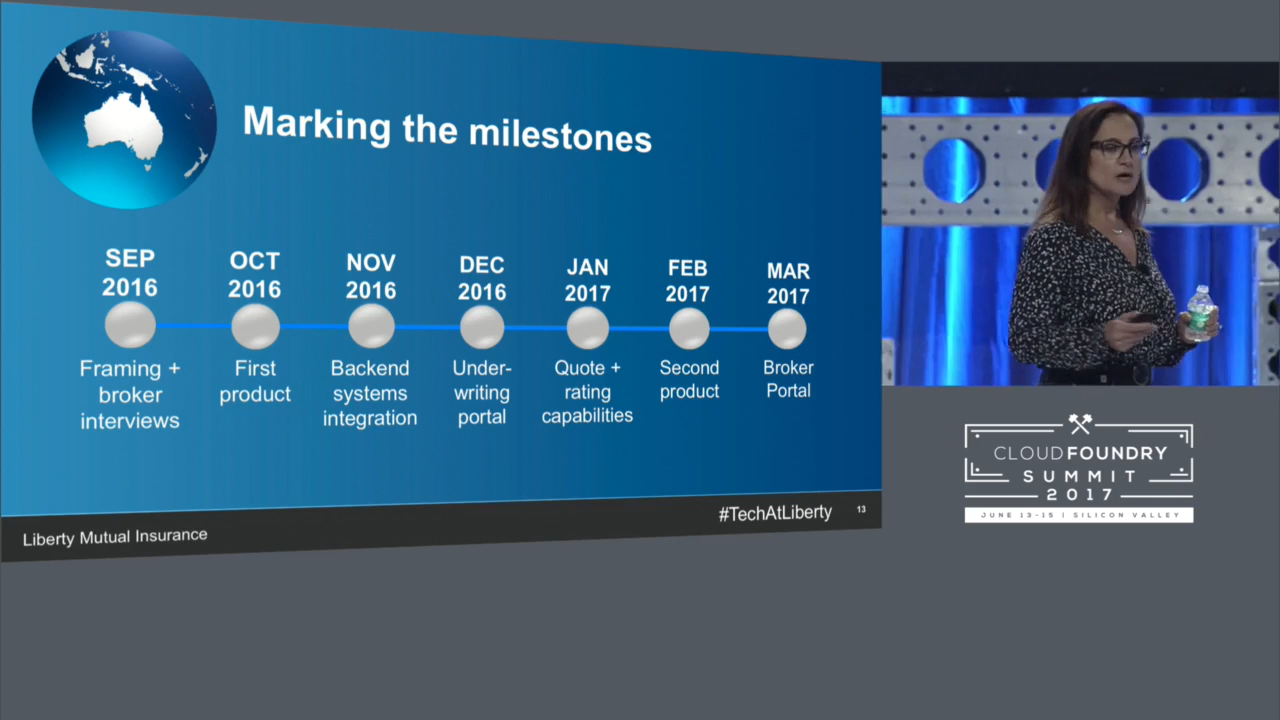 Marking the milestones
SEP
2016
OCT
2016
NOV
2016
DEC
2016
JAN
2017
FEB
2017
MAR
2017
Framing +
broker
interviews
First
product
Backend
systems
integration
Under-
writing
portal
Quote +
rating
capabilities
Second
product
Broker
Portal
Liberty Mutual Insurance
#TechAtLiberty
13
CLOUDFOUNDRY
SUMMIT
2017
JUNE 13-15 | SILICON VALLEY